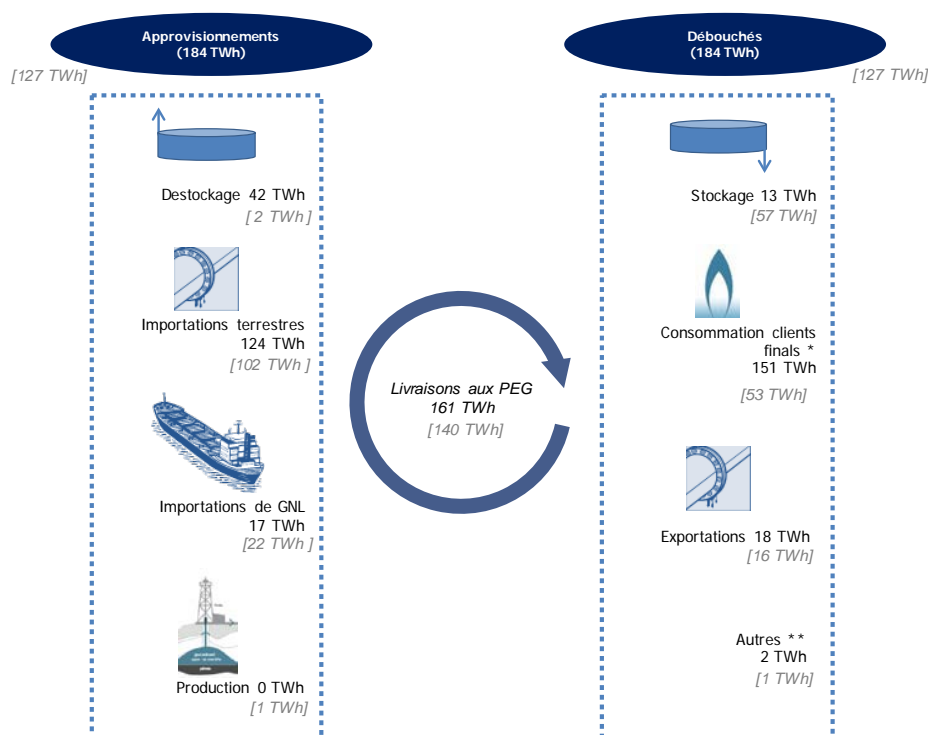 Approvisionnements
(184 TWh)
[127 TWh]
Destockage 42 TWh
[2 TWh ]
Importations terrestres
124 TWh
[102 TWh ]
Importations de GNL
17 TWh
[22 TWh ]
Production 0 TWh
[1 TWh]
Livraisons aux PEG
161 TWh
[140 TWh]
Débouchés
(184 TWh)
[127 TWh]
Stockage 13 TWh
[57 TWh]
Consommation clients
finals *
151 TWh
[53 TWh]
Exportations 18 TWh
[16 TWh]
Autres **
2 TWh
[1 TWh]